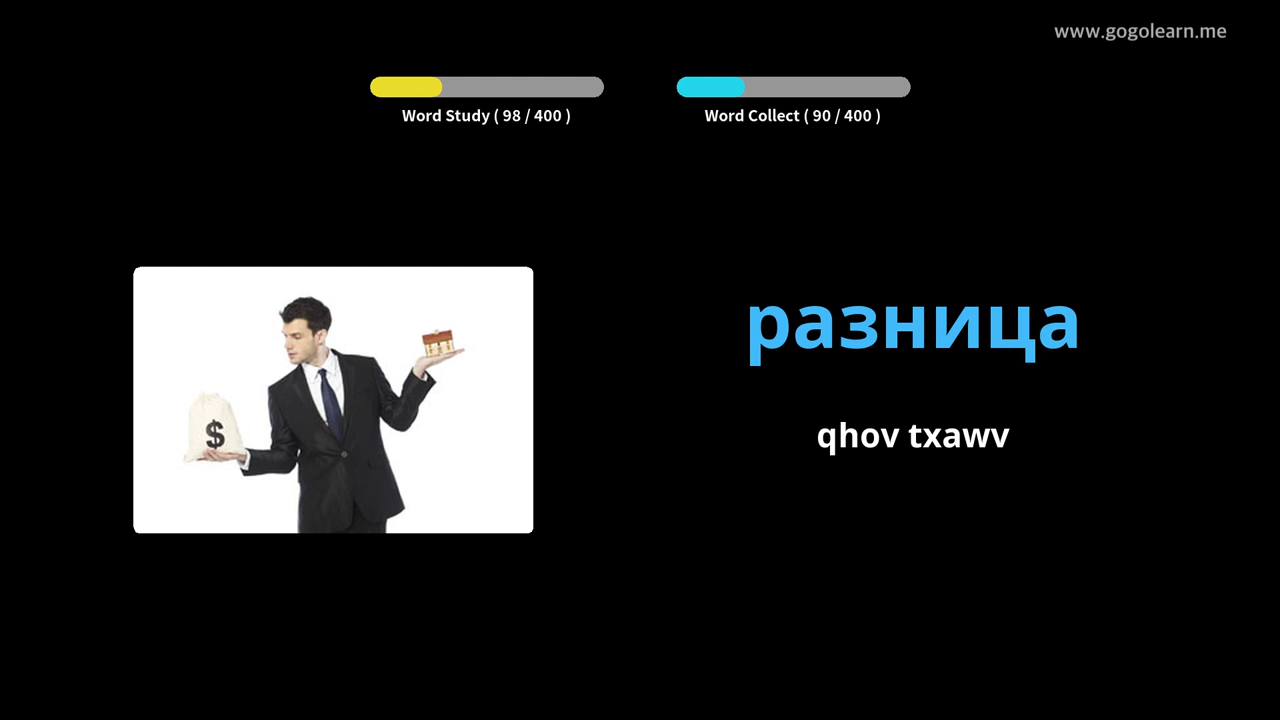 www.gogolearn.me
Word Study ( 98 / 400 )
Word Collect ( 90 / 400 )
$
разница
qhov txawv